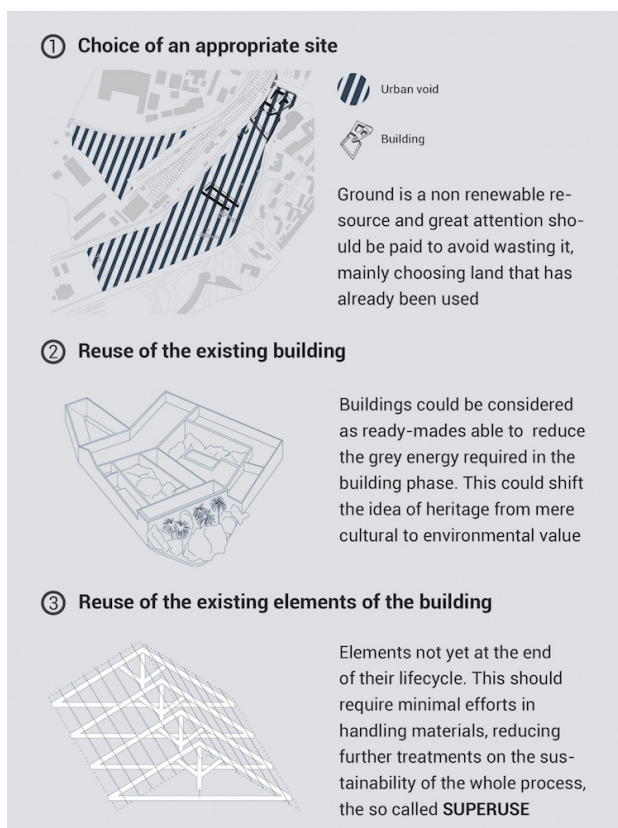 1 Choice of an appropriate site
Urban void
Building
Ground is a non renewable re-
source and great attention sho-
uld be paid to avoid wasting it,
mainly choosing land that has
already been used
2 Reuse of the existing building
Buildings could be considered
as ready-mades able to reduce
the grey energy required in the
building phase. This could shift
the idea of heritage from mere
cultural to environmental value
3 Reuse of the existing elements of the building
Elements not yet at the end
of their lifecycle. This should
require minimal efforts in
handling materials, reducing
further treatments on the sus-
tainability of the whole process,
the so called SUPERUSE